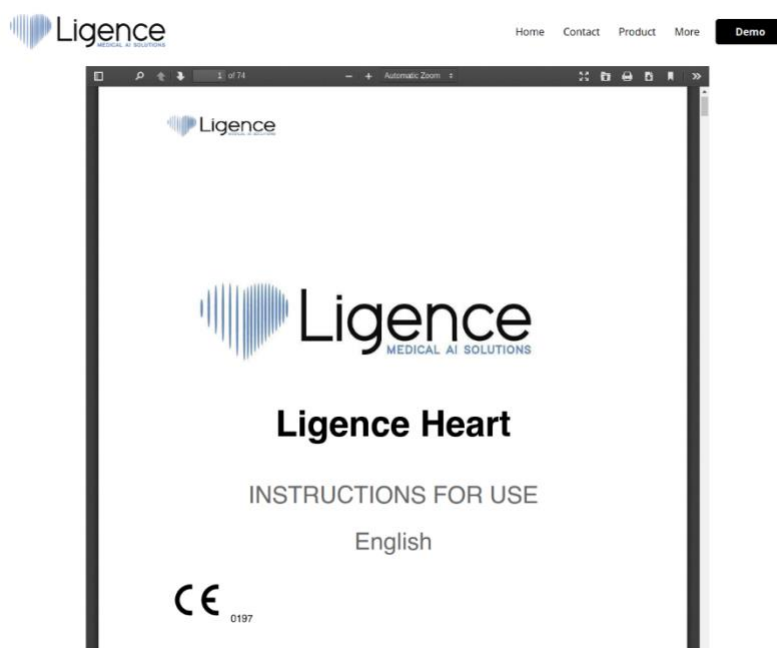 Ligence
MEDICAL AI SOLUTIONS
Home Contact Product More Demo
1 of 74 Automatic Zoom
Ligence
Ligence
MEDICAL AI SOLUTIONS
Ligence Heart
INSTRUCTIONS FOR USE
English
CE 0197